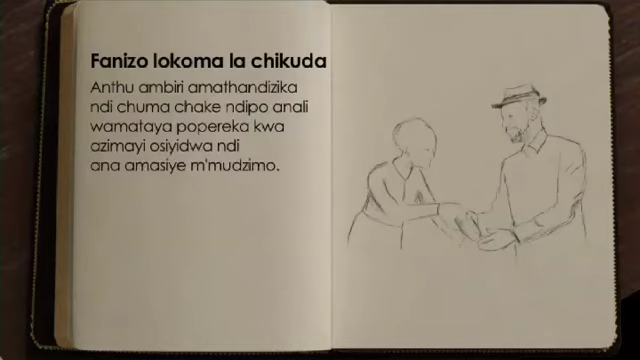 Fanizo lokoma la chikuda
Anthu ambiri amathandizika
ndi chuma chake ndipo anali
wamataya popereka kwa
azimayi osiyidwa ndi
ana amasiye m'mudzimo.